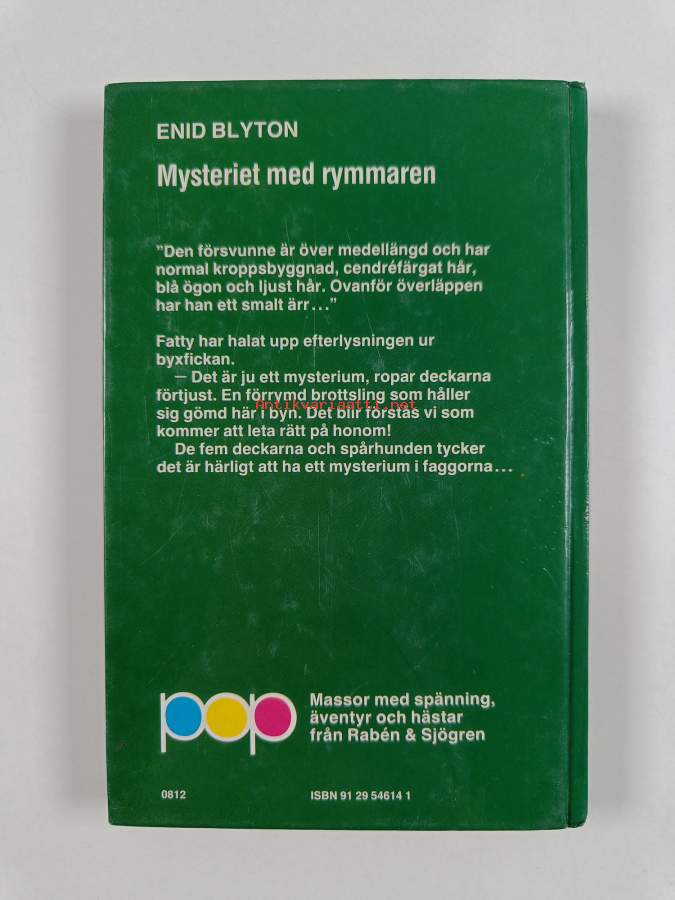 ENID BLYTON
Mysteriet med rymmaren
"Den försvunne är över medellängd och har
normal kroppsbyggnad, cendréfärgat hår,
blå ögon och ljust hår. Ovanför överläppen
har han ett smalt ärr..."
Fatty har halat upp efterlysningen ur
byxfickan.
— Det är ju ett mysterium, ropar deckarna
förtjust. En förrymd brottsling som håller
sig gömd här i byn. Det blir förstås vi som
kommer att leta rätt på honom!
De fem deckarna och spårhunden tycker
det är härligt att ha ett mysterium i faggorna...
Antikvariaatti.net
pop
Massor med spänning,
äventyr och hästar
från Rabén & Sjögren
0812
ISBN 91 29 54614 1